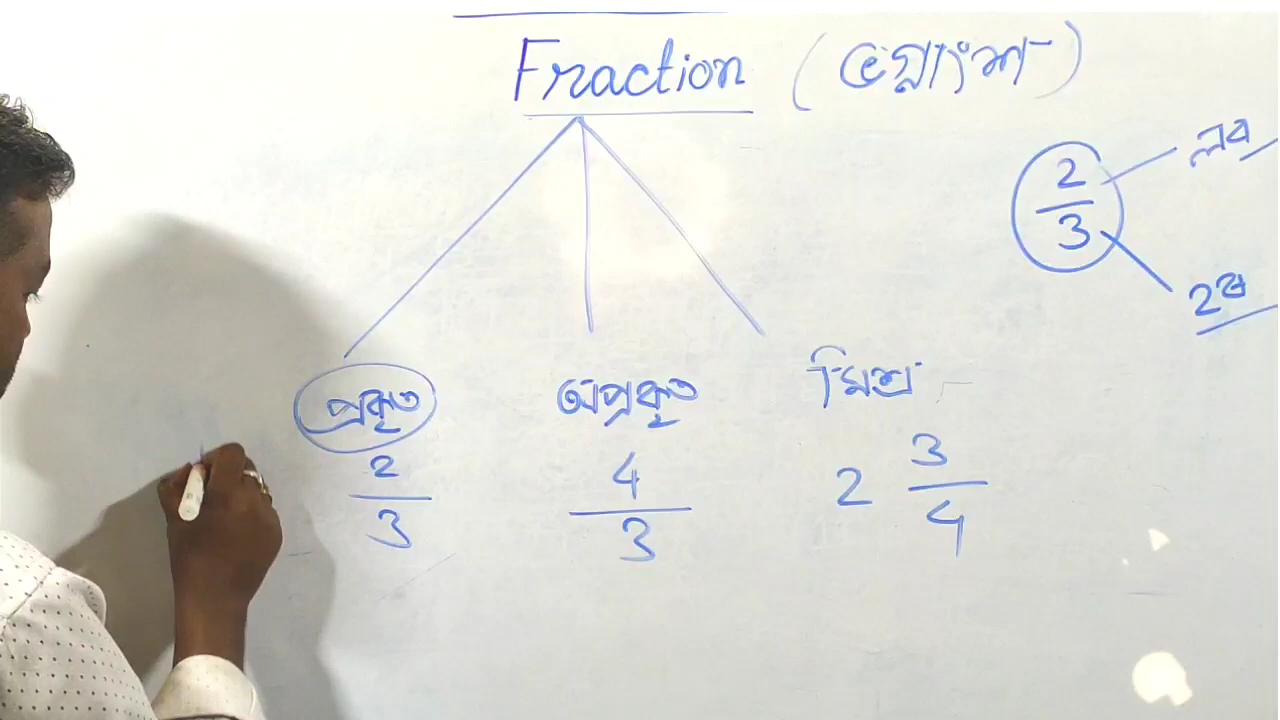 Fraction (ভগ্নাংশ)
2 লব
3 হর
প্রকৃত অপ্রকৃত মিশ্র
2 4 2 3
3 3 4